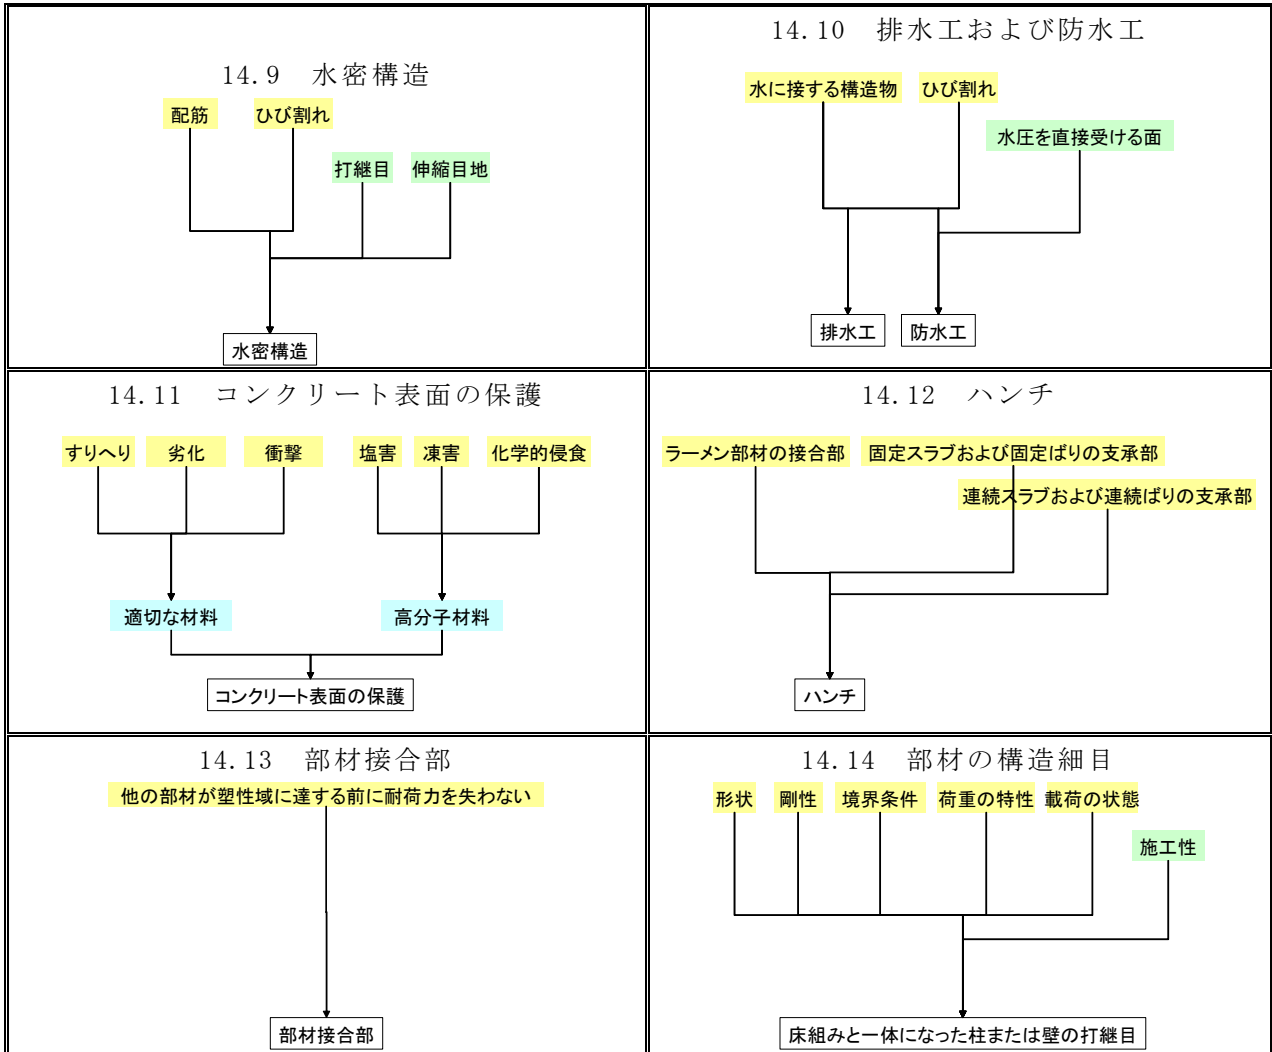 14.9 水密構造
配筋 ひび割れ
打継目 伸縮目地
水密構造
14.10 排水工および防水工
水に接する構造物 ひび割れ
水圧を直接受ける面
排水工 防水工
14.11 コンクリート表面の保護
すりへり 劣化 衝撃 塩害 凍害 化学的侵食
適切な材料 高分子材料
コンクリート表面の保護
14.12 ハンチ
ラーメン部材の接合部 固定スラブおよび固定ばりの支承部
連続スラブおよび連続ばりの支承部
ハンチ
14.13 部材接合部
他の部材が塑性域に達する前に耐荷力を失わない
部材接合部
14.14 部材の構造細目
形状 剛性 境界条件 荷重の特性 載荷の状態
施工性
床組みと一体になった柱または壁の打継目